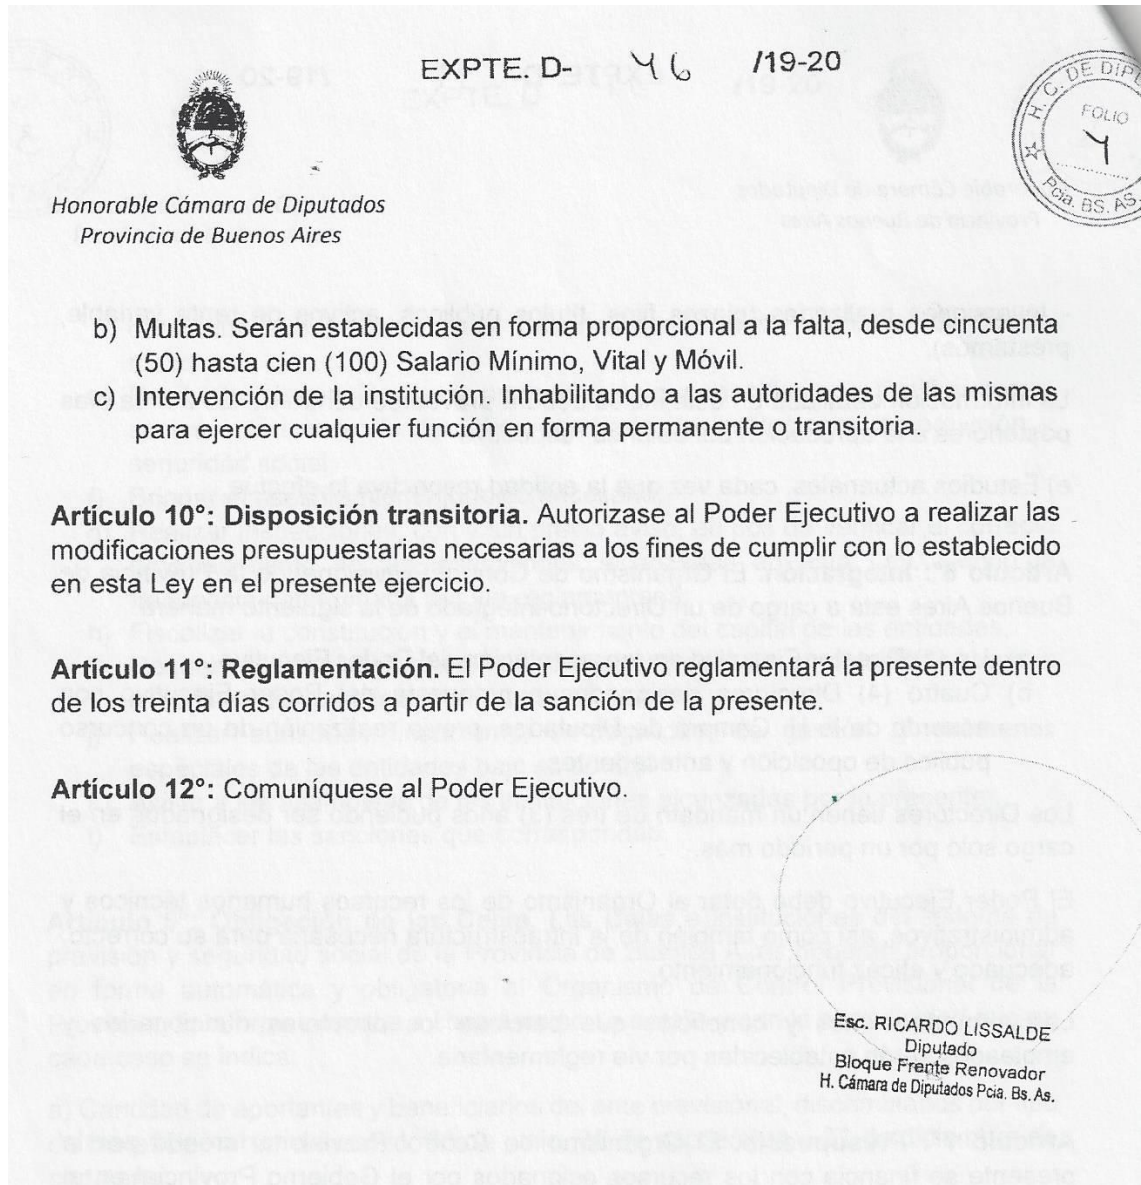 EXPTE. D- 46 /19-20
H. C. DE DIP
FOLIO
4
Pcia. BS. AS.
Honorable Cámara de Diputados
Provincia de Buenos Aires
b) Multas. Serán establecidas en forma proporcional a la falta, desde cincuenta
(50) hasta cien (100) Salario Mínimo, Vital y Móvil.
c) Intervención de la institución. Inhabilitando a las autoridades de las mismas
para ejercer cualquier función en forma permanente o transitoria.
Artículo 10°: Disposición transitoria. Autorizase al Poder Ejecutivo a realizar las
modificaciones presupuestarias necesarias a los fines de cumplir con lo establecido
en esta Ley en el presente ejercicio.
Artículo 11°: Reglamentación. El Poder Ejecutivo reglamentará la presente dentro
de los treinta días corridos a partir de la sanción de la presente.
Artículo 12°: Comuníquese al Poder Ejecutivo.
Esc. RICARDO LISSALDE
Diputado
Bloque Frente Renovador
H. Cámara de Diputados Pcia. Bs. As.